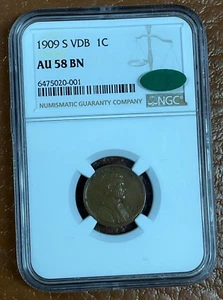 1909 S VDB 1C
AU 58 BN
6475020-001
NUMISMATIC GUARANTY COMPANY
NGC